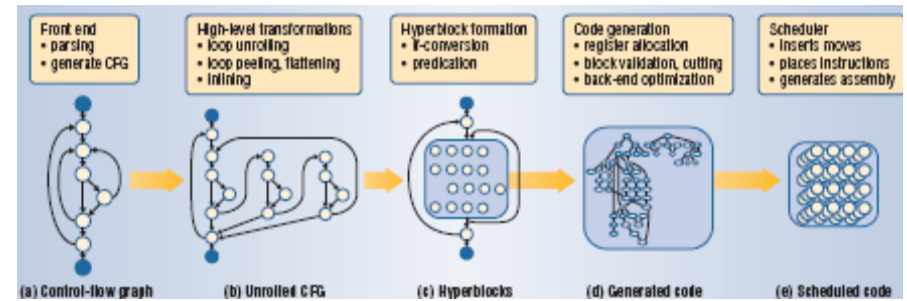 Front end
• parsing
• generate CFG
High-level transformations
• loop unrolling
• loop peeling, flattening
• inlining
Hyperblock formation
• if-conversion
• predication
Code generation
• register allocation
• block validation, cutting
• back-end optimization
Scheduler
• inserts moves
• places instructions
• generates assembly
(a) Control-flow graph
(b) Unrolled CFG
(c) Hyperblocks
(d) Generated code
(e) Scheduled code